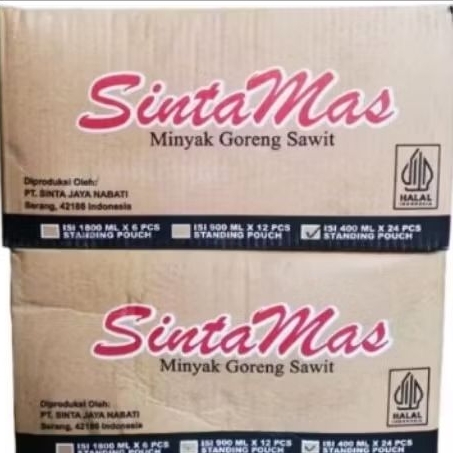 SintaMas
Minyak Goreng Sawit
Diproduksi Oleh:
PT. SINTA JAYA NABATI
Serang, 42186 Indonesia
HALAL
INDONESIA
ISI 1800 ML X 6 PCS
STANDING POUCH
ISI 900 ML X 12 PCS
STANDING POUCH
ISI 400 ML X 24 PCS
STANDING POUCH
SintaMas
Minyak Goreng Sawit
Diproduksi Oleh:
PT. SINTA JAYA NABATI
Serang, 42186 Indonesia
HALAL
INDONESIA
ISI 1800 ML X 6 PCS
ISI 900 ML X 12 PCS
ISI 400 ML X 24 PCS